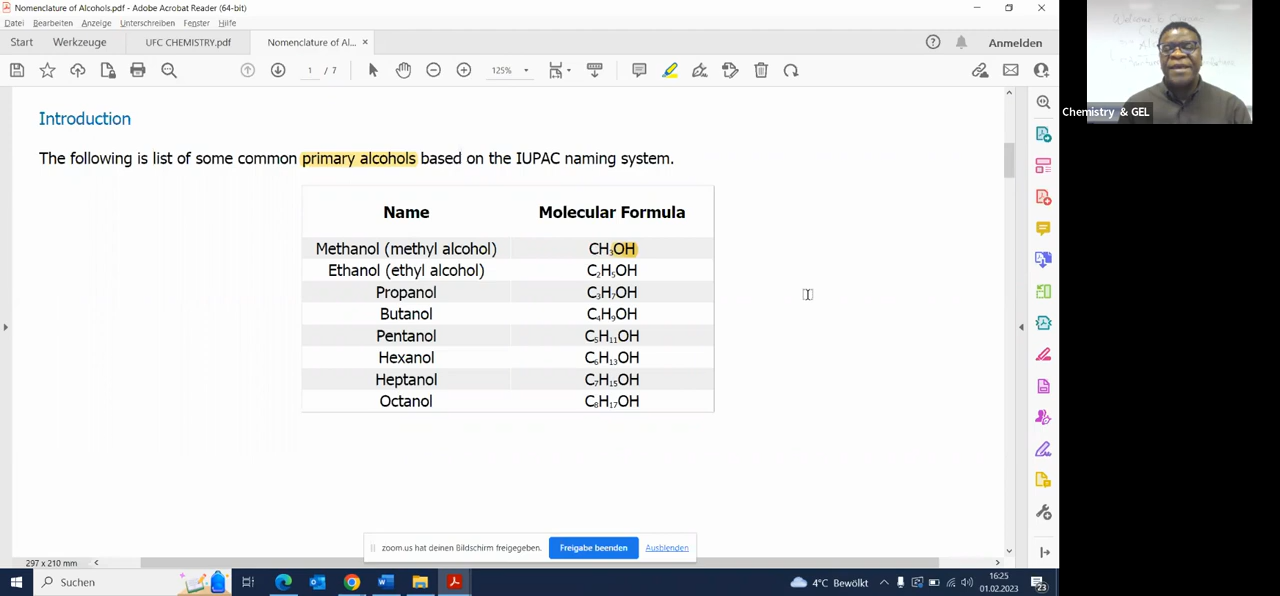 Nomenclature of Alcohols.pdf - Adobe Acrobat Reader (64-bit)
Datei Bearbeiten Anzeige Unterschreiben Fenster Hilfe
Start Werkzeuge UFC CHEMISTRY.pdf Nomenclature of Al... × Anmelden
1 / 7 125%
Introduction
The following is list of some common primary alcohols based on the IUPAC naming system.
Name Molecular Formula
Methanol (methyl alcohol) CH₃OH
Ethanol (ethyl alcohol) C₂H₅OH
Propanol C₃H₇OH
Butanol C₄H₉OH
Pentanol C₅H₁₁OH
Hexanol C₆H₁₃OH
Heptanol C₇H₁₅OH
Octanol C₈H₁₇OH
zoom.us hat deinen Bildschirm freigegeben. Freigabe beenden Ausblenden
297 x 210 mm
Suchen 4°C Bewölkt 16:25
01.02.2023 23
Welcome to
Chemistry & GEL